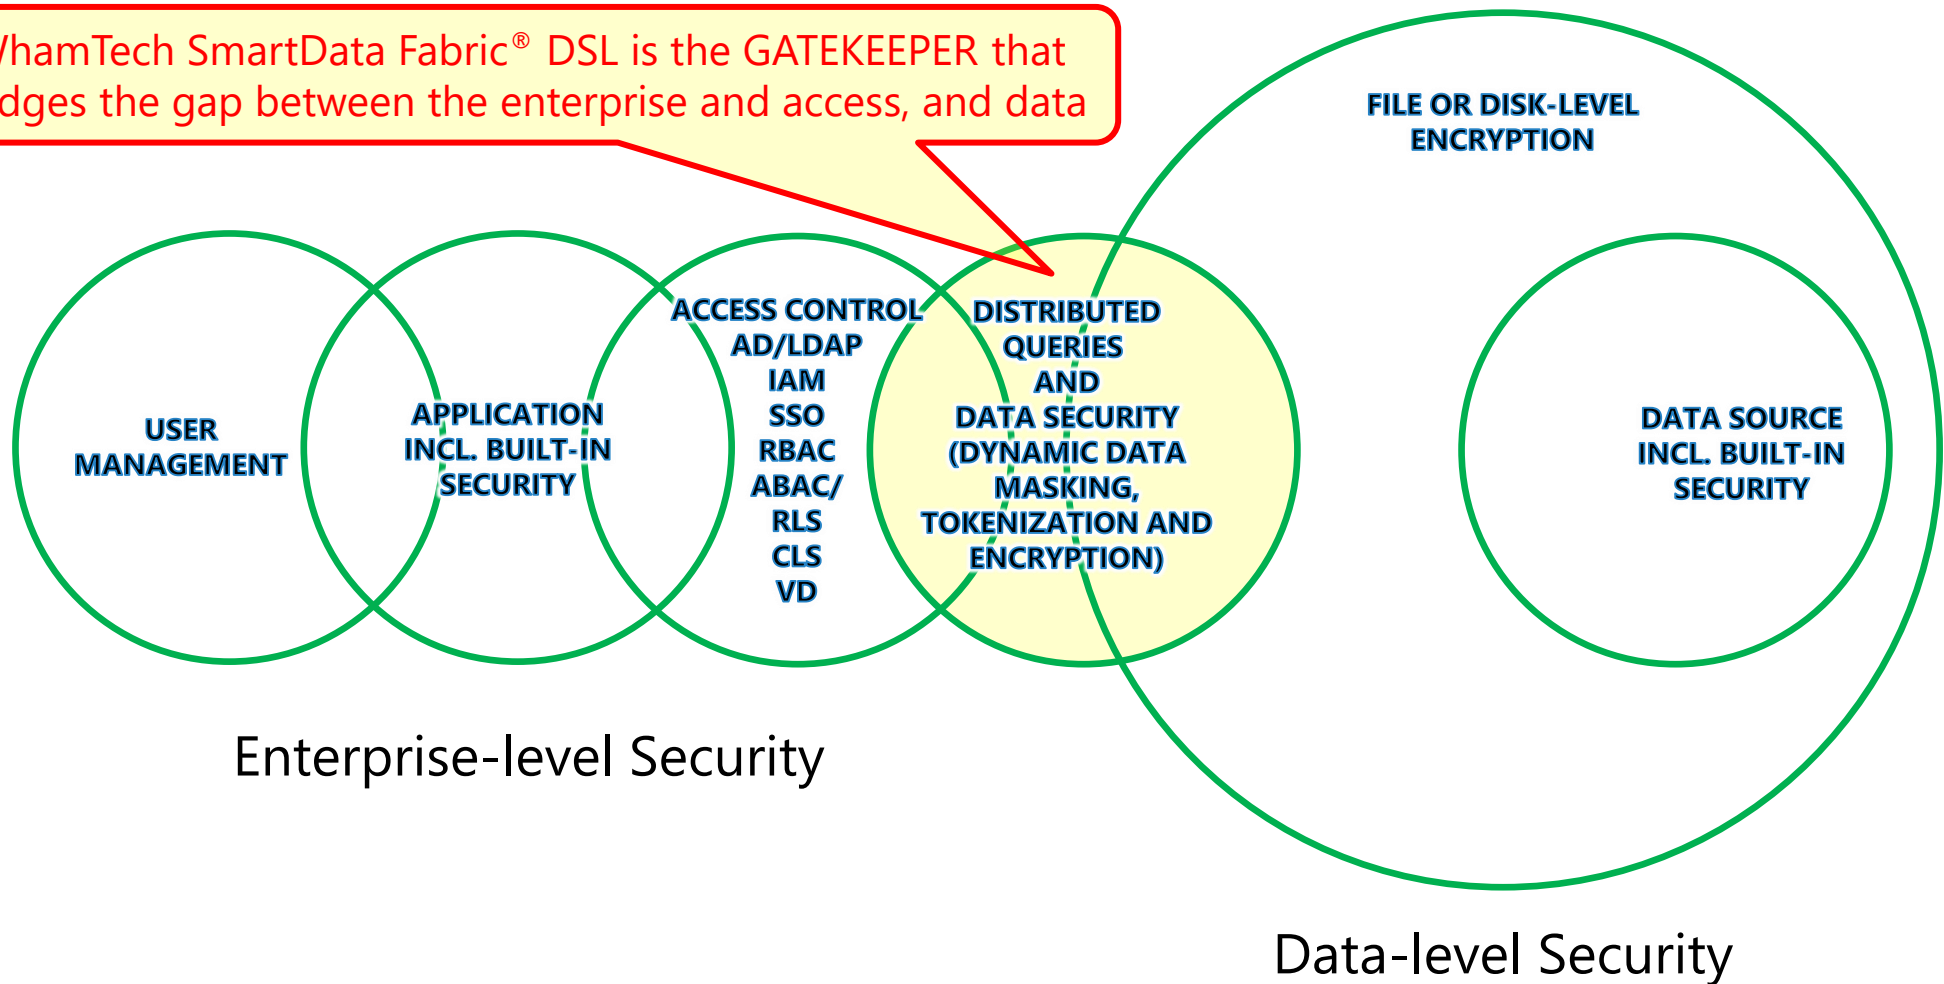 WhamTech SmartData Fabric® DSL is the GATEKEEPER that
dges the gap between the enterprise and access, and data
FILE OR DISK-LEVEL
ENCRYPTION
USER
MANAGEMENT
APPLICATION
INCL. BUILT-IN
SECURITY
ACCESS CONTROL
AD/LDAP
IAM
SSO
RBAC
ABAC/
RLS
CLS
VD
DISTRIBUTED
QUERIES
AND
DATA SECURITY
(DYNAMIC DATA
MASKING,
TOKENIZATION AND
ENCRYPTION)
DATA SOURCE
INCL. BUILT-IN
SECURITY
Enterprise-level Security
Data-level Security